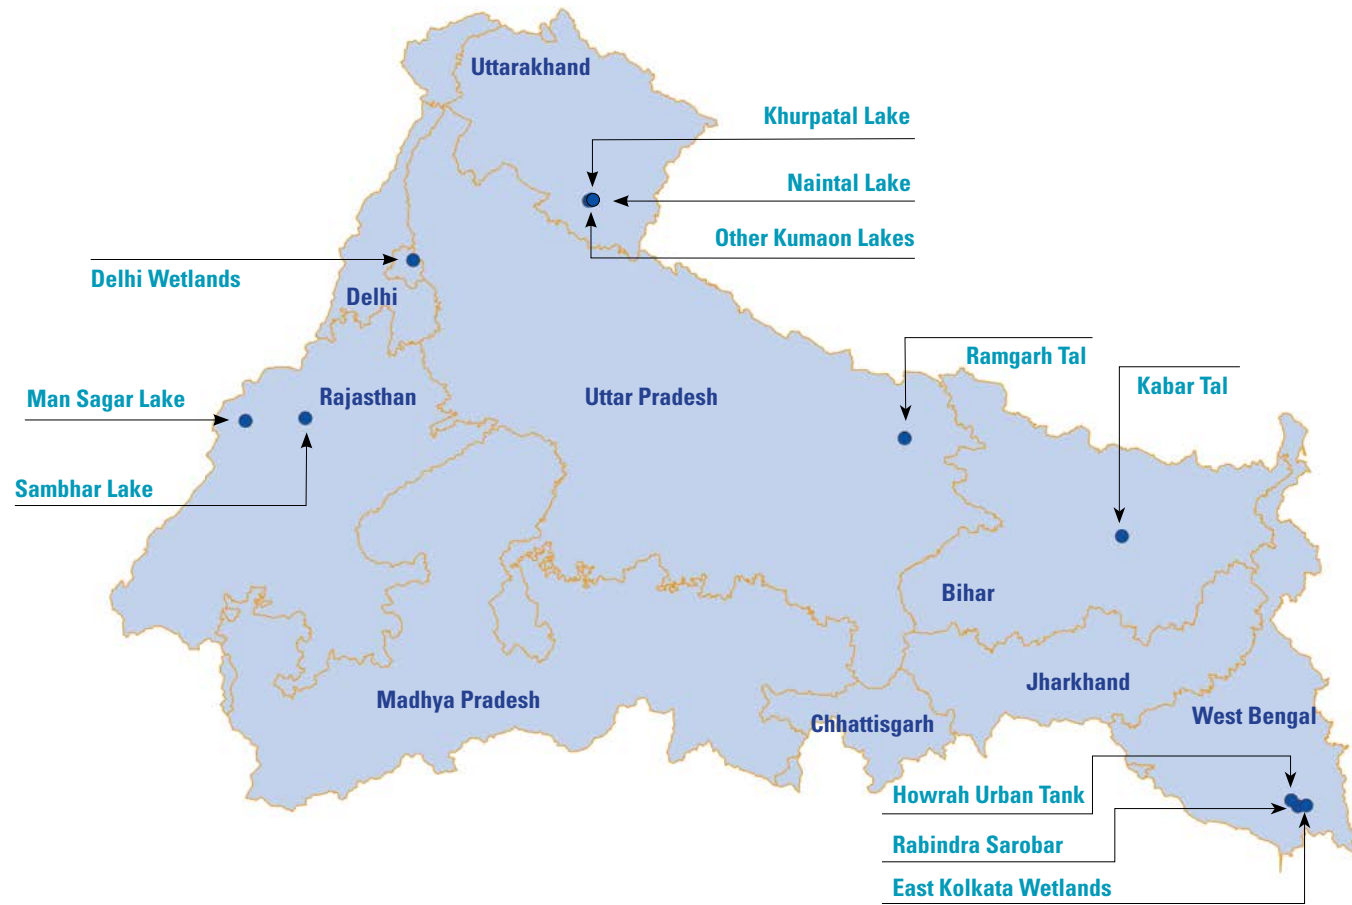 Uttarakhand
Khurpatal Lake
Naintal Lake
Other Kumaon Lakes
Delhi Wetlands
Delhi
Ramgarh Tal
Kabar Tal
Man Sagar Lake
Rajasthan
Uttar Pradesh
Sambhar Lake
Bihar
Jharkhand
Madhya Pradesh
Chhattisgarh
West Bengal
Howrah Urban Tank
Rabindra Sarobar
East Kolkata Wetlands